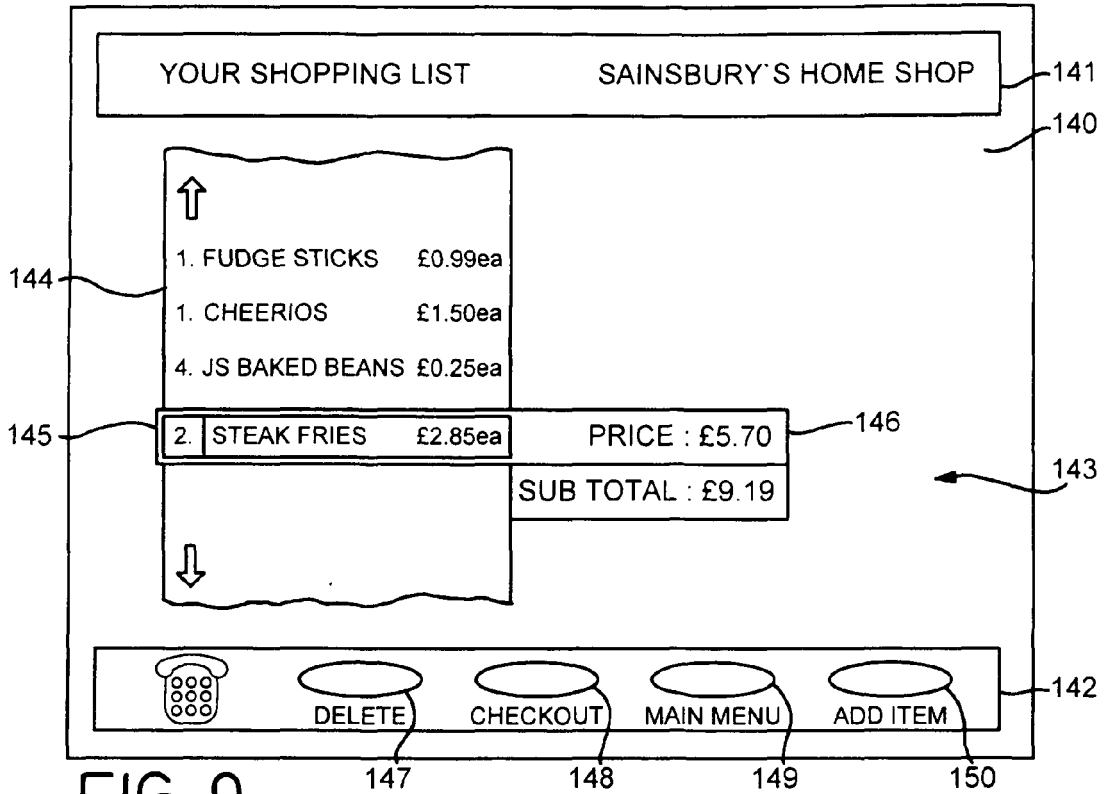 YOUR SHOPPING LIST SAINSBURY`S HOME SHOP
141
140
1. FUDGE STICKS £0.99ea
144
1. CHEERIOS £1.50ea
4. JS BAKED BEANS £0.25ea
145
2. STEAK FRIES £2.85ea PRICE : £5.70
146
143
SUB TOTAL : £9.19
142
DELETE CHECKOUT MAIN MENU ADD ITEM
147 148 149 150
FIG. 9